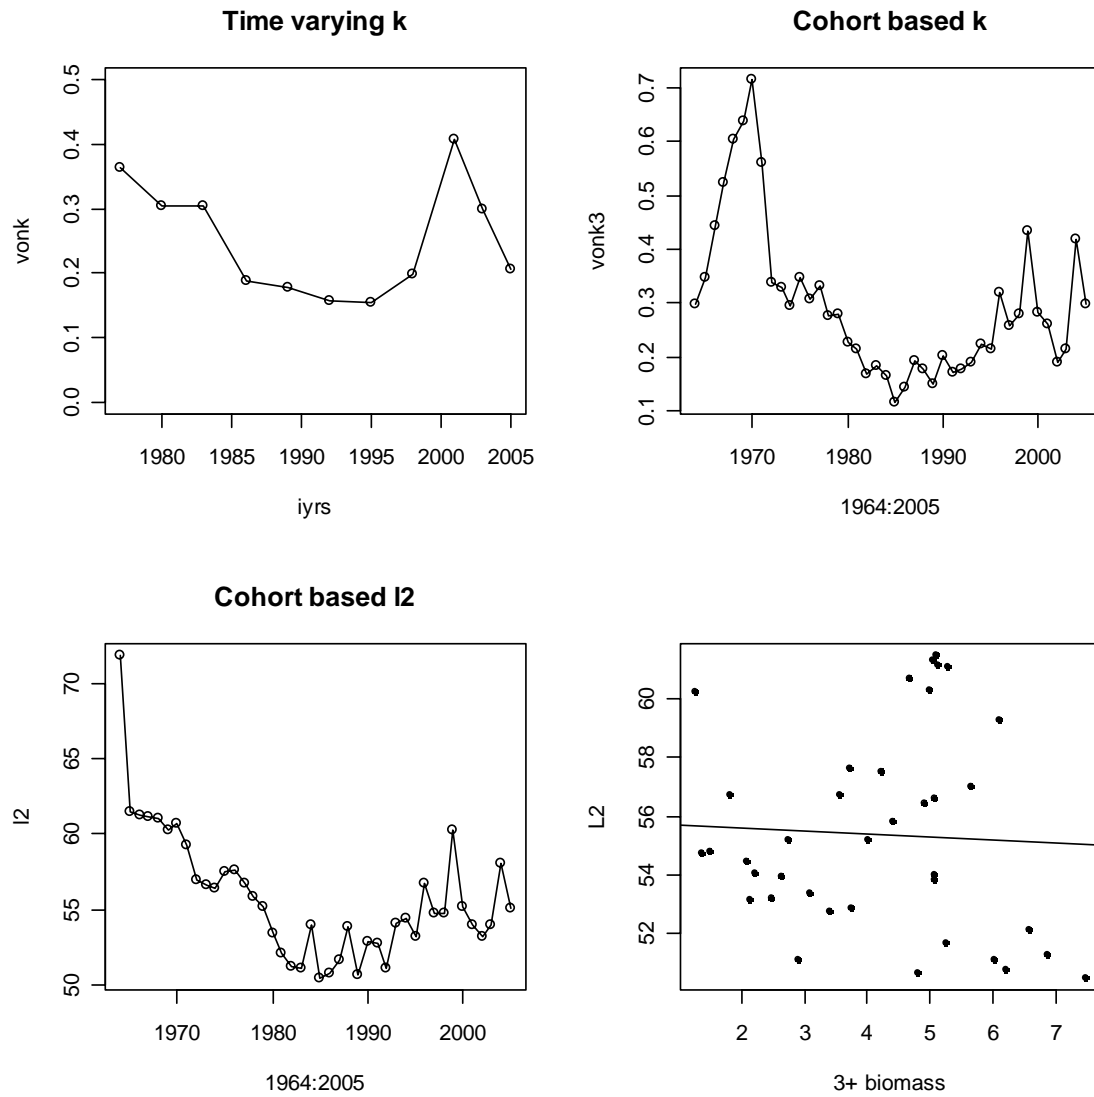 Time varying k
0.5
0.4
0.3
0.2
0.1
0.0
vonk
1980 1985 1990 1995 2000 2005
iyrs
Cohort based k
0.7
0.6
0.5
0.4
0.3
0.2
0.1
vonk3
1970 1980 1990 2000
1964:2005
Cohort based l2
70
65
60
55
50
l2
1970 1980 1990 2000
1964:2005
60
58
56
54
52
L2
2 3 4 5 6 7
3+ biomass